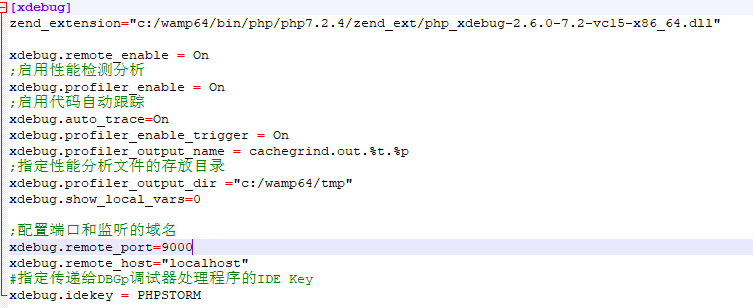 [xdebug]
zend_extension="c:/wamp64/bin/php/php7.2.4/zend_ext/php_xdebug-2.6.0-7.2-vc15-x86_64.dll"
xdebug.remote_enable = On
;启用性能检测分析
xdebug.profiler_enable = On
;启用代码自动跟踪
xdebug.auto_trace=On
xdebug.profiler_enable_trigger = On
xdebug.profiler_output_name = cachegrind.out.%t.%p
;指定性能分析文件的存放目录
xdebug.profiler_output_dir ="c:/wamp64/tmp"
xdebug.show_local_vars=0
;配置端口和监听的域名
xdebug.remote_port=9000
xdebug.remote_host="localhost"
#指定传递给DBGp调试器处理程序的IDE Key
xdebug.idekey = PHPSTORM